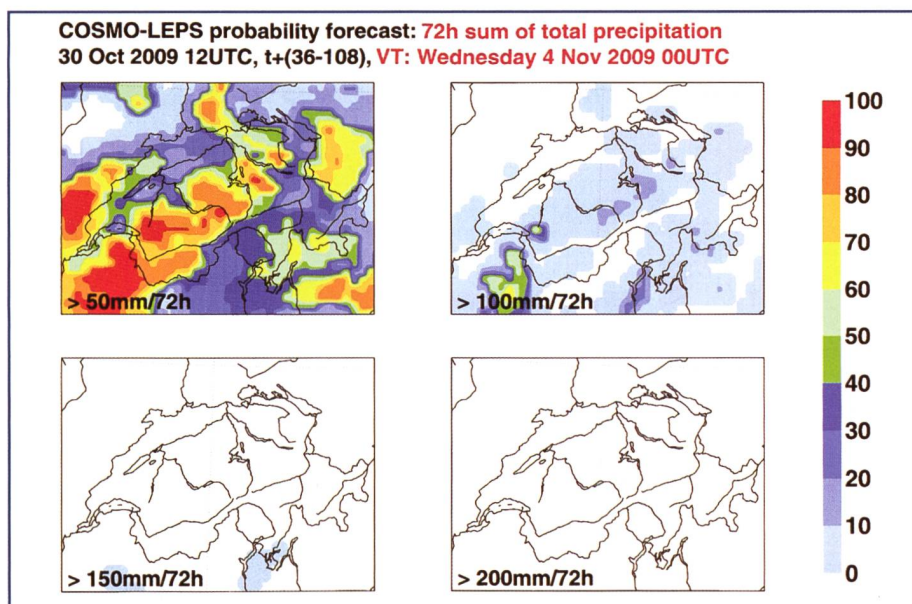 COSMO-LEPS probability forecast: 72h sum of total precipitation
30 Oct 2009 12UTC, t+(36-108), VT: Wednesday 4 Nov 2009 00UTC
> 50mm/72h
> 100mm/72h
> 150mm/72h
> 200mm/72h
100
90
80
70
60
50
40
30
20
10
0